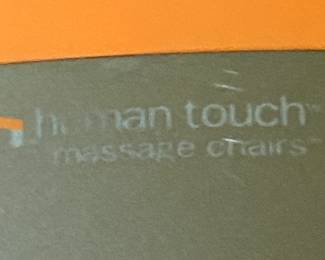 human touch™
massage chairs™